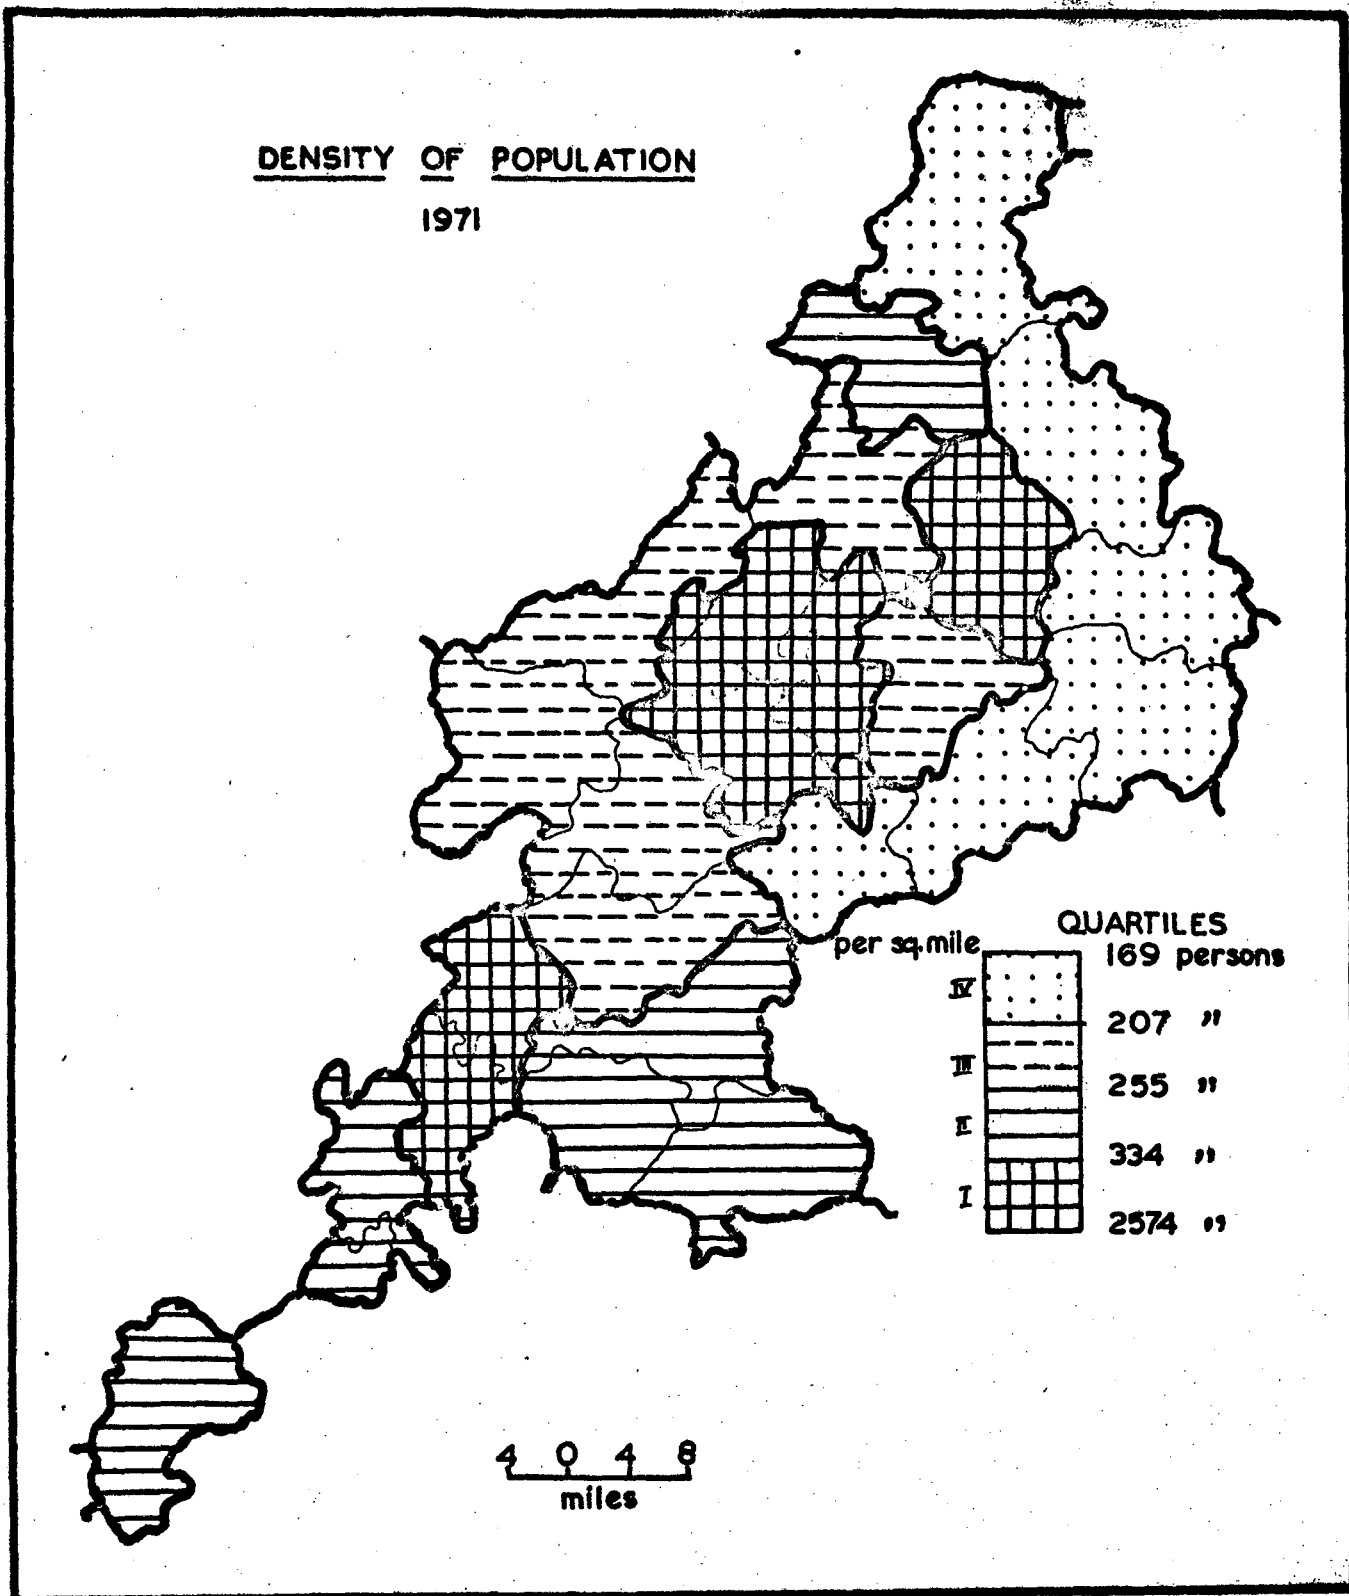 DENSITY OF POPULATION
1971
QUARTILES
per sq.mile 169 persons
IV
207 "
III
255 "
II
334 "
I
2574 "
4 0 4 8
miles